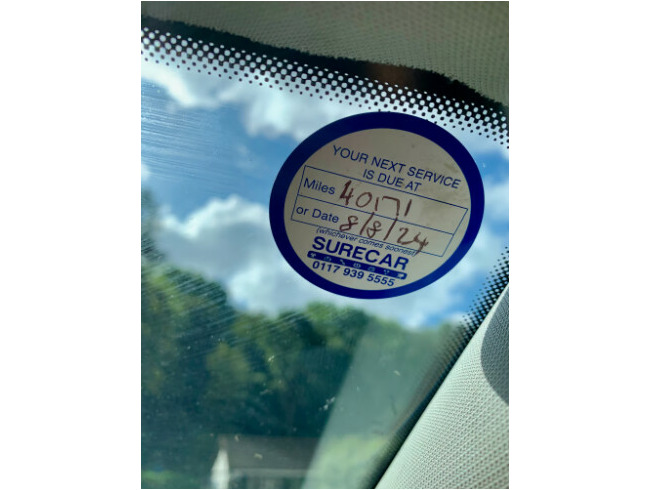 YOUR NEXT SERVICE
IS DUE AT
Miles 40171
or Date 8/8/24
(whichever comes soonest)
SURECAR
0117 939 5555